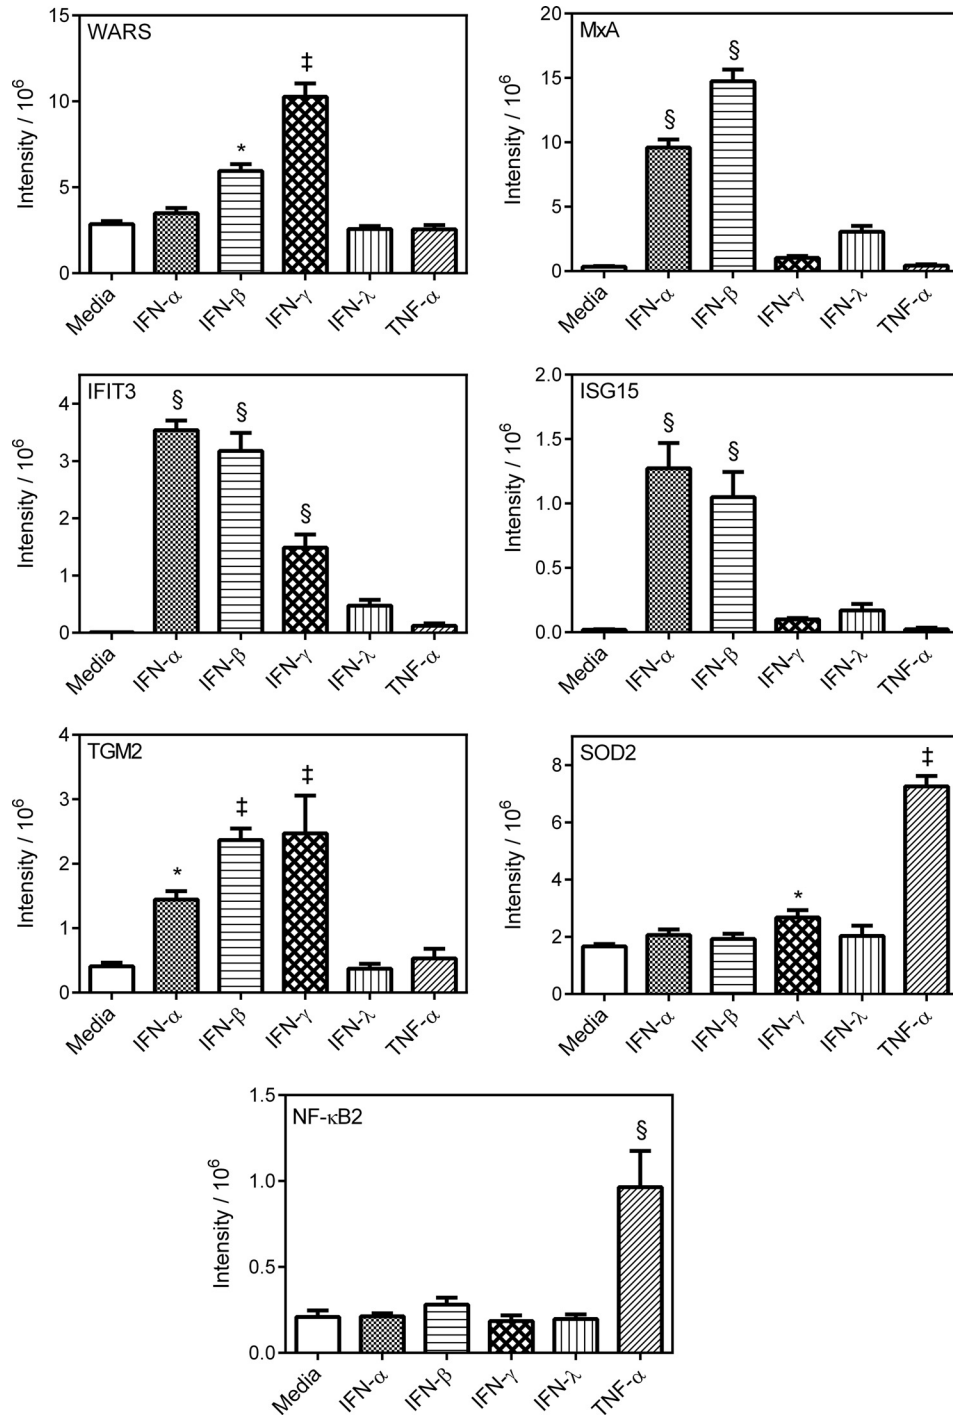 WARS
Intensity / 10⁶
15
10
5
0
*
‡
Media IFN-α IFN-β IFN-γ IFN-λ TNF-α
MxA
Intensity / 10⁶
20
15
10
5
0
§
§
Media IFN-α IFN-β IFN-γ IFN-λ TNF-α
IFIT3
Intensity / 10⁶
4
3
2
1
0
§
§
§
Media IFN-α IFN-β IFN-γ IFN-λ TNF-α
ISG15
Intensity / 10⁶
2.0
1.5
1.0
0.5
0.0
§
§
Media IFN-α IFN-β IFN-γ IFN-λ TNF-α
TGM2
Intensity / 10⁶
4
3
2
1
0
*
‡
‡
Media IFN-α IFN-β IFN-γ IFN-λ TNF-α
SOD2
Intensity / 10⁶
8
6
4
2
0
*
‡
Media IFN-α IFN-β IFN-γ IFN-λ TNF-α
NF-κB2
Intensity / 10⁶
1.5
1.0
0.5
0.0
§
Media IFN-α IFN-β IFN-γ IFN-λ TNF-α